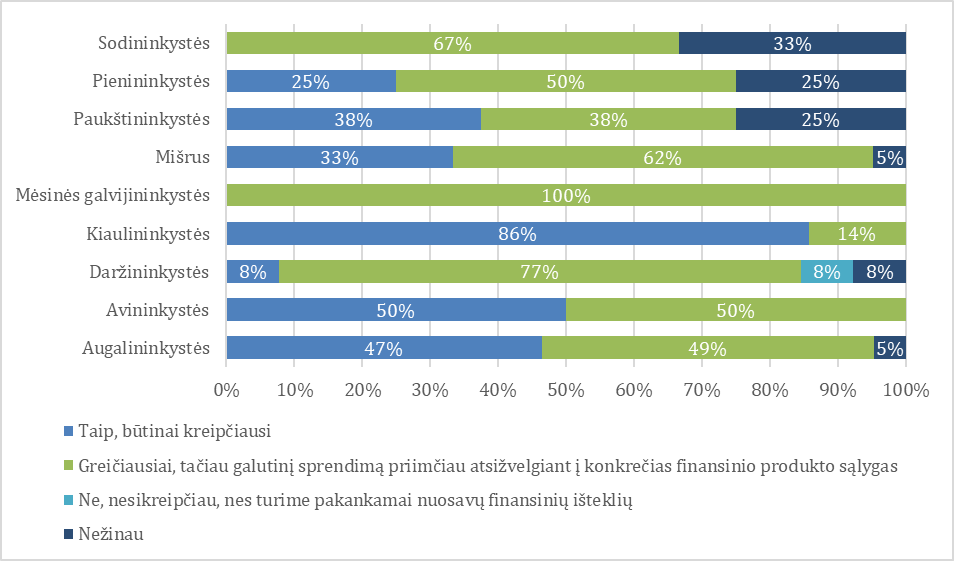 Sodininkystės 67% 33%
Pienininkystės 25% 50% 25%
Paukštininkystės 38% 38% 25%
Mišrus 33% 62% 5%
Mėsinės galvijininkystės 100%
Kiaulininkystės 86% 14%
Daržininkystės 8% 77% 8% 8%
Avininkystės 50% 50%
Augalininkystės 47% 49% 5%
0% 10% 20% 30% 40% 50% 60% 70% 80% 90% 100%
Taip, būtinai kreipčiausi
Greičiausiai, tačiau galutinį sprendimą priimčiau atsižvelgiant į konkrečias finansinio produkto sąlygas
Ne, nesikreipčiau, nes turime pakankamai nuosavų finansinių išteklių
Nežinau